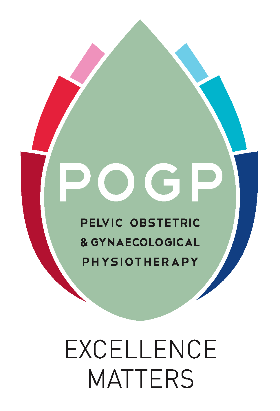 POGP
PELVIC OBSTETRIC
& GYNAECOLOGICAL
PHYSIOTHERAPY
EXCELLENCE
MATTERS